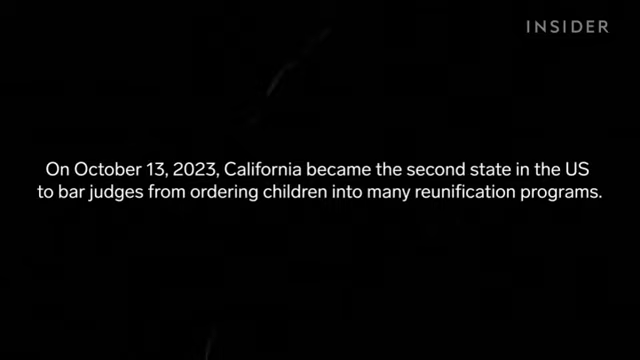 INSIDER
On October 13, 2023, California became the second state in the US
to bar judges from ordering children into many reunification programs.